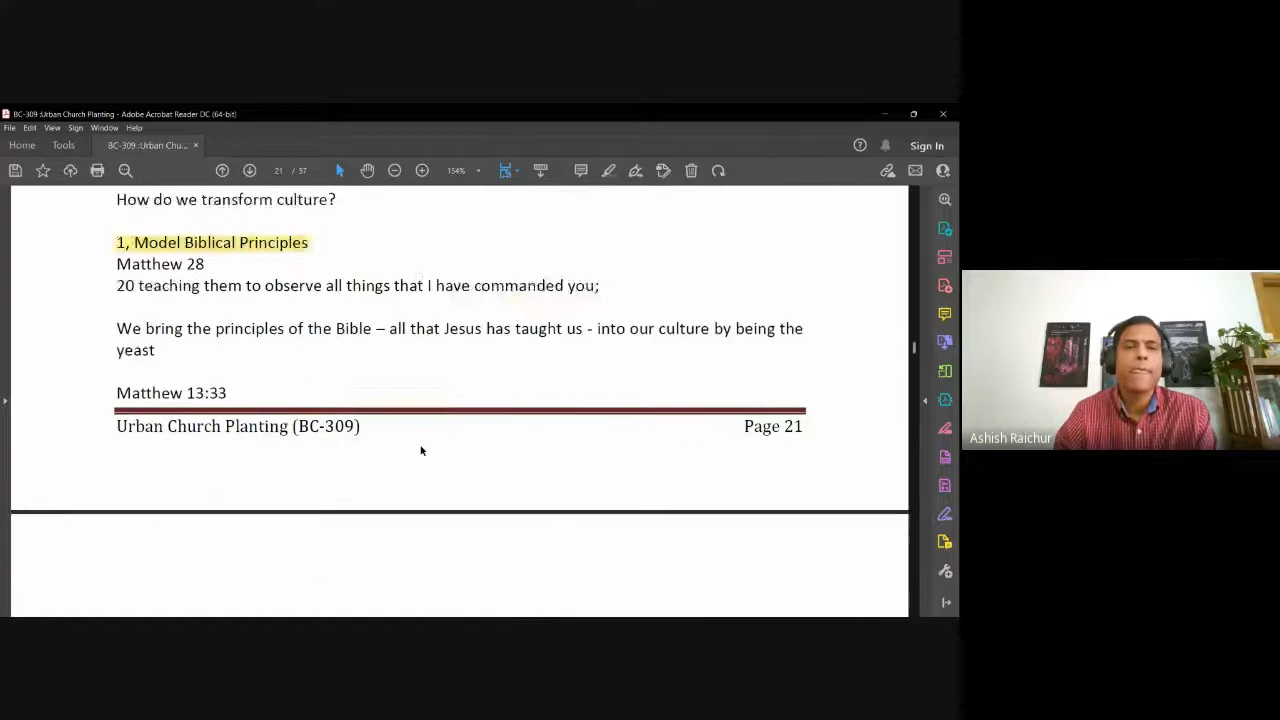 BC-309 :Urban Church Planting - Adobe Acrobat Reader DC (64-bit)
File Edit View Sign Window Help
Home Tools BC-309 :Urban Chu... × Sign In
21 / 57 154%
How do we transform culture?
1, Model Biblical Principles
Matthew 28
20 teaching them to observe all things that I have commanded you;
We bring the principles of the Bible – all that Jesus has taught us - into our culture by being the
yeast
Matthew 13:33
Urban Church Planting (BC-309) Page 21
Ashish Raichur